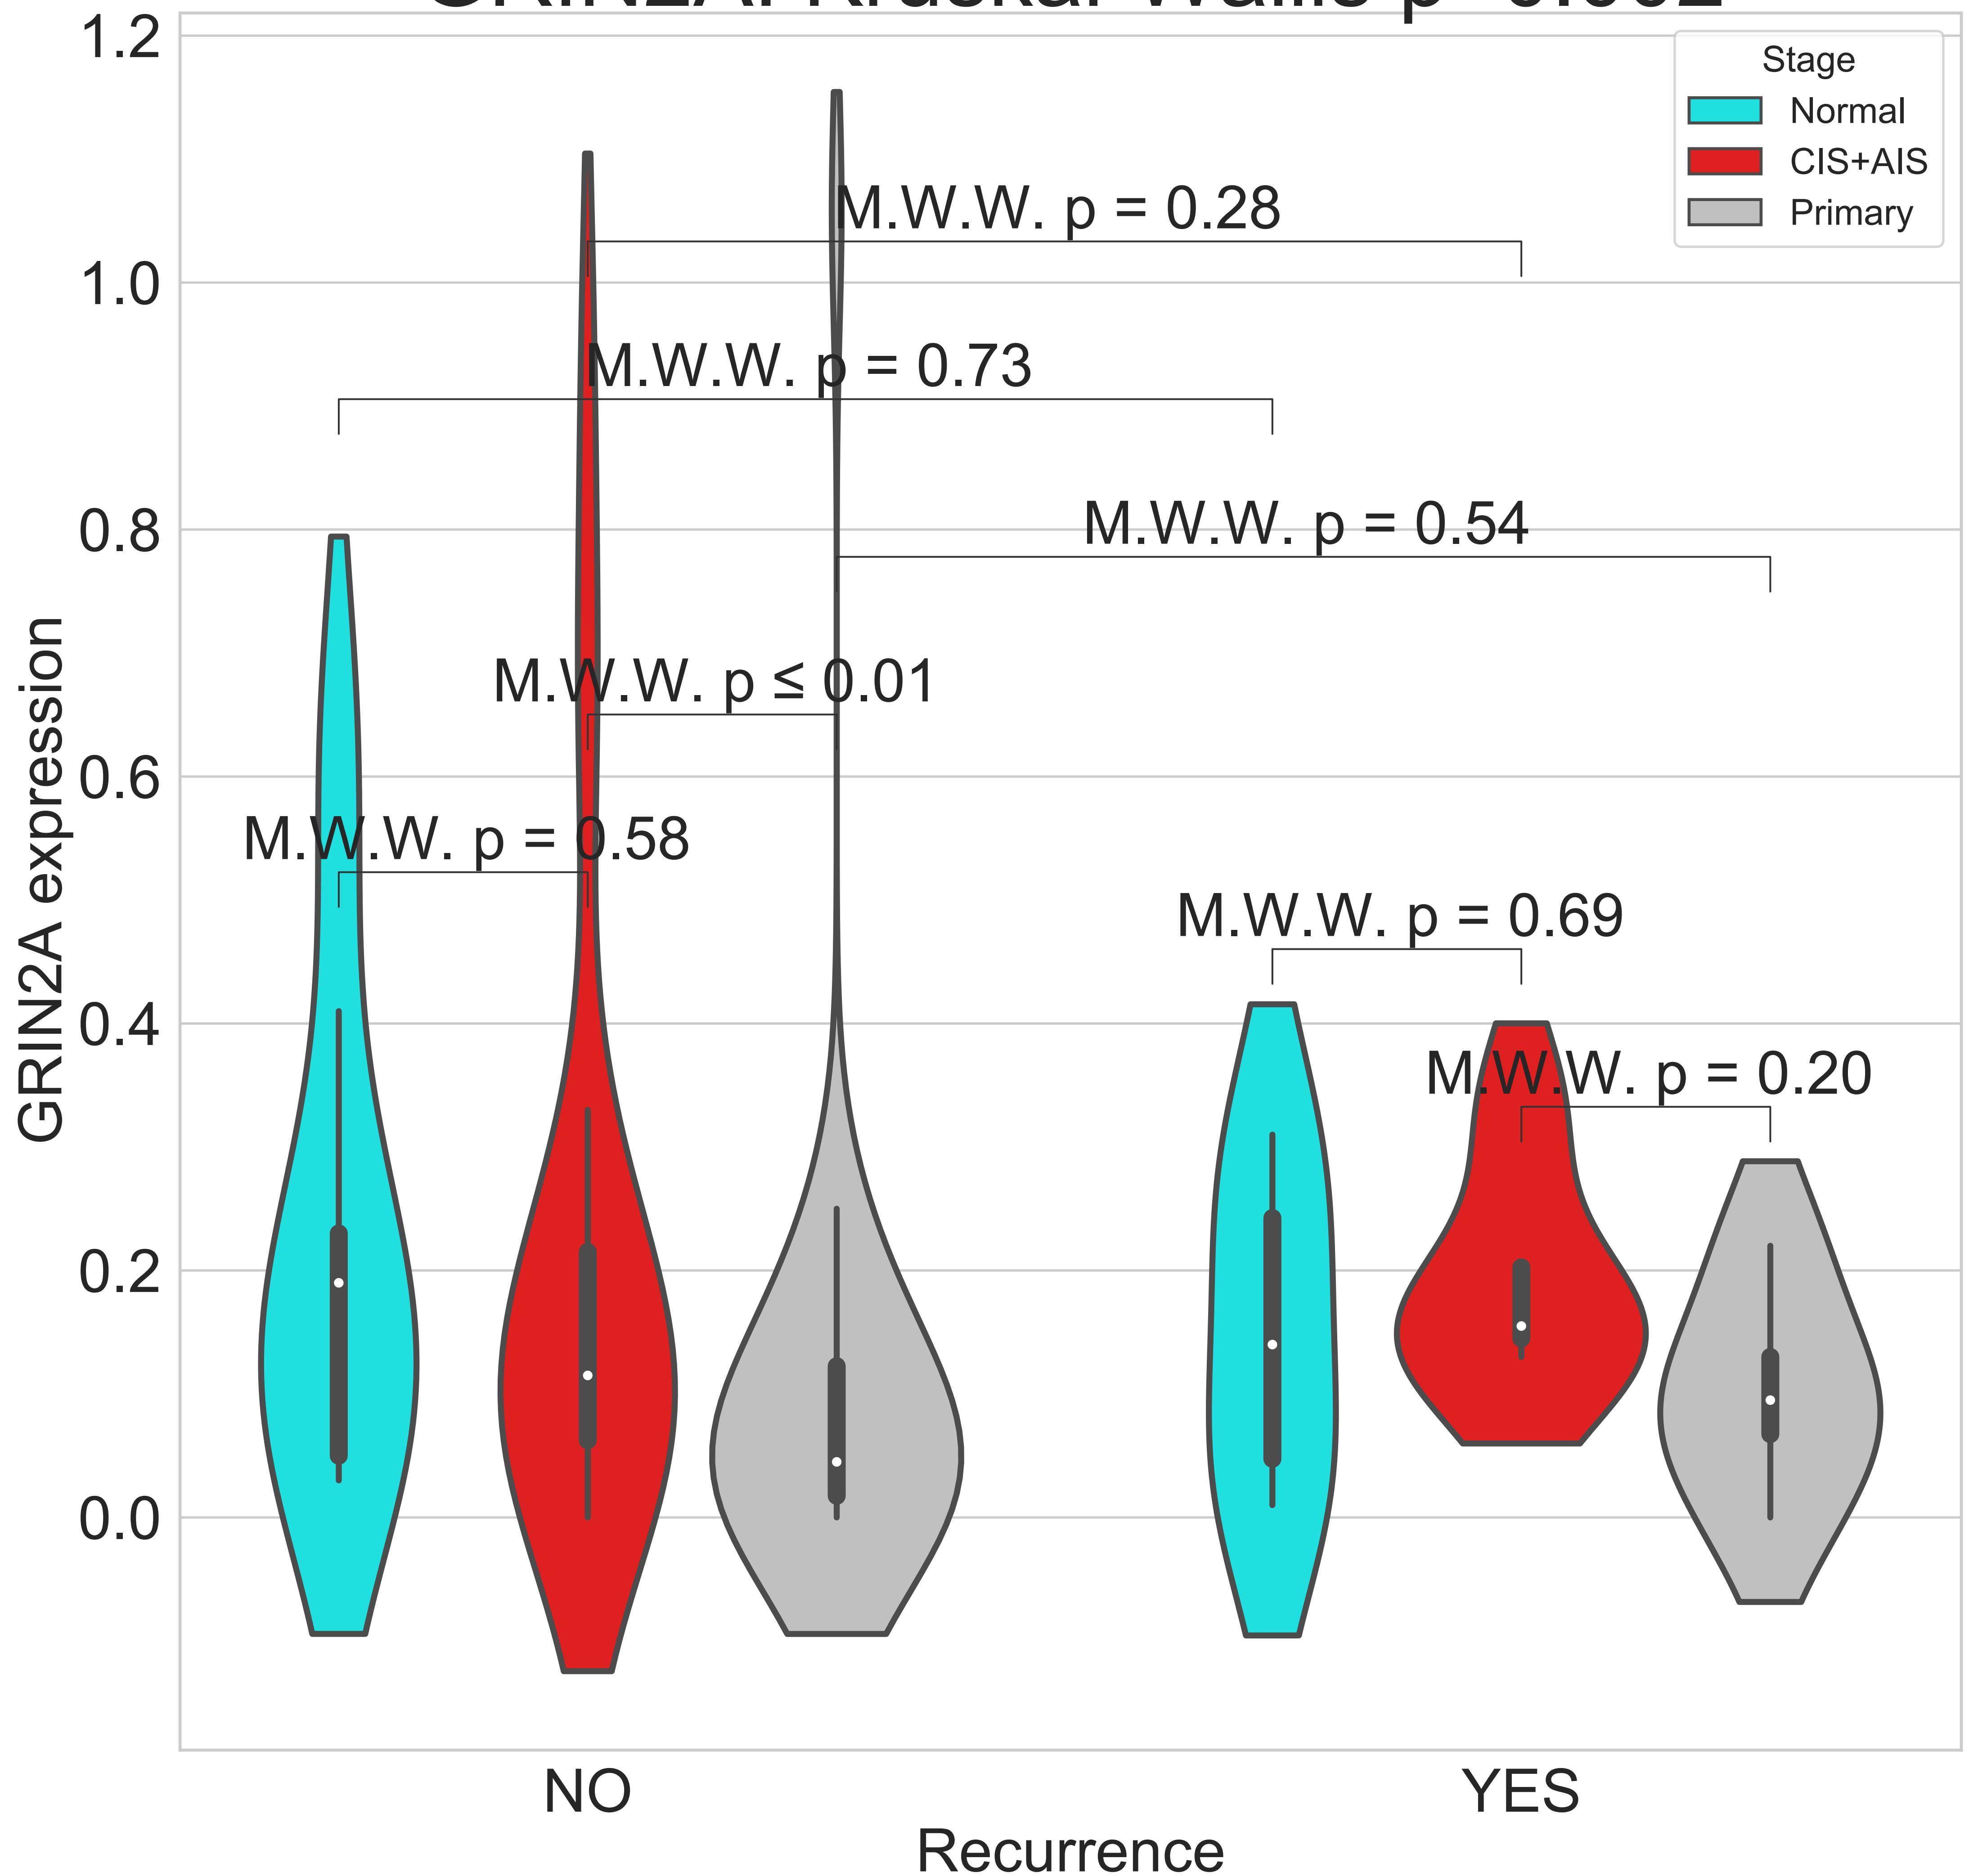 1.2
1.0
0.8
0.6
0.4
0.2
0.0
GRIN2A expression
Stage
Normal
CIS+AIS
Primary
M.W.W. p = 0.28
M.W.W. p = 0.73
M.W.W. p = 0.54
M.W.W. p ≤ 0.01
M.W.W. p = 0.58
M.W.W. p = 0.69
M.W.W. p = 0.20
NO
YES
Recurrence